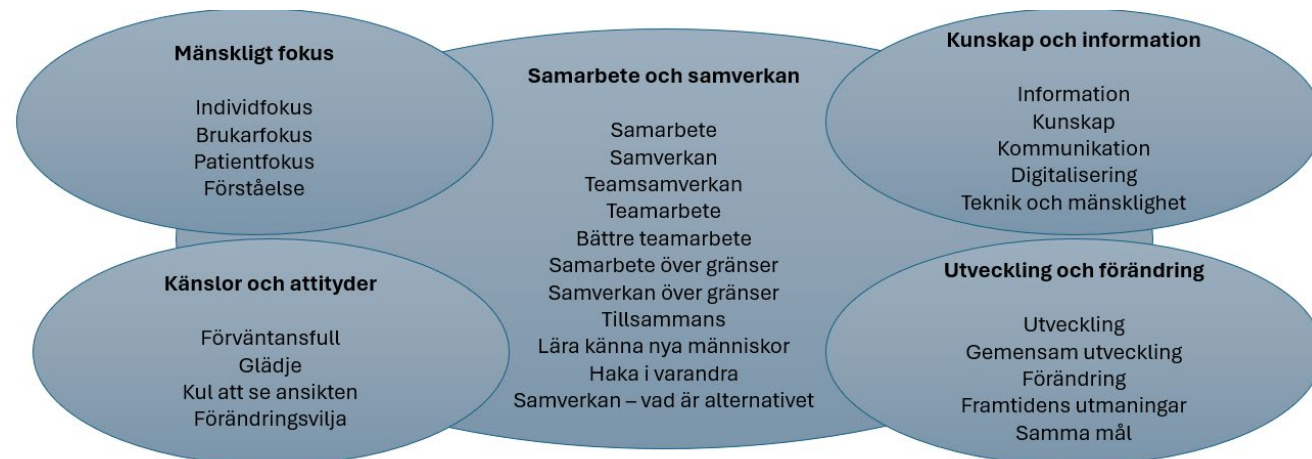 Mänskligt fokus
Individfokus
Brukarfokus
Patientfokus
Förståelse
Samarbete och samverkan
Samarbete
Samverkan
Teamsamverkan
Teamarbete
Bättre teamarbete
Samarbete över gränser
Samverkan över gränser
Tillsammans
Lära känna nya människor
Haka i varandra
Samverkan – vad är alternativet
Kunskap och information
Information
Kunskap
Kommunikation
Digitalisering
Teknik och mänsklighet
Känslor och attityder
Förväntansfull
Glädje
Kul att se ansikten
Förändringsvilja
Utveckling och förändring
Utveckling
Gemensam utveckling
Förändring
Framtidens utmaningar
Samma mål